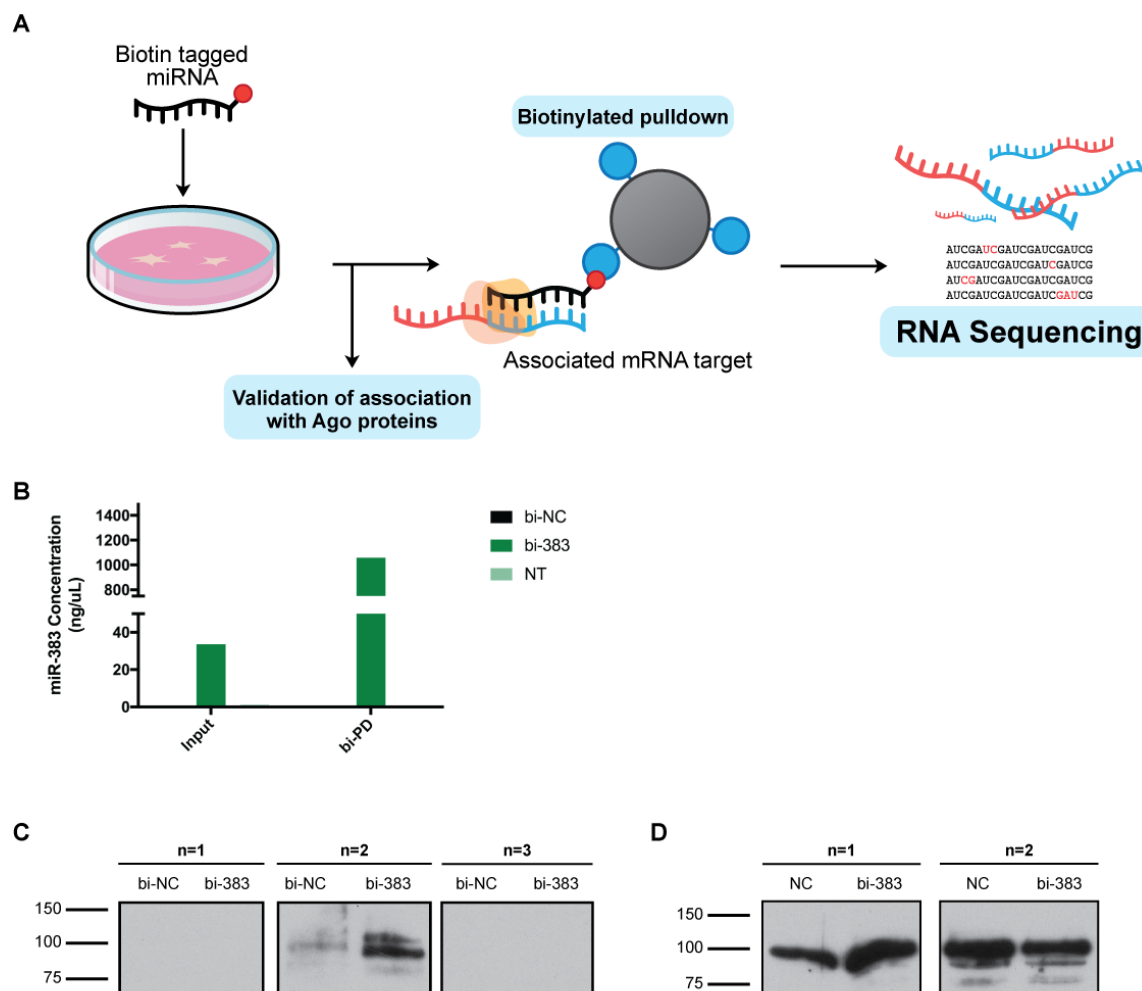 A
Biotin tagged
miRNA
Biotinylated pulldown
Associated mRNA target
Validation of association
with Ago proteins
AUCGAUCGAUCGAUCGAUCG
AUCGAUCGAUCGAUCGAUCG
AUCGAUCGAUCGAUCGAUCG
AUCGAUCGAUCGAUCGAUCG
RNA Sequencing
B
miR-383 Concentration
(ng/uL)
1400
1200
1000
800
40
20
0
Input
bi-PD
bi-NC
bi-383
NT
C
n=1
n=2
n=3
bi-NC bi-383
bi-NC bi-383
bi-NC bi-383
150
100
75
D
n=1
n=2
NC bi-383
NC bi-383
150
100
75